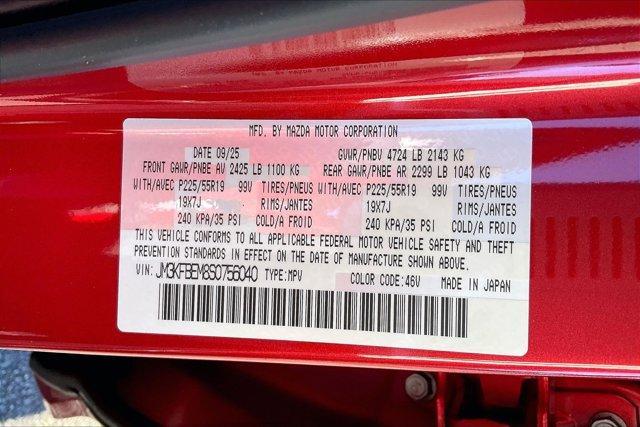 MFD. BY MAZDA MOTOR CORPORATION
DATE 09/25 GVWR/PNBV 4724 LB 2143 KG
FRONT GAWR/PNBE AV 2425 LB 1100 KG REAR GAWR/PNBE AR 2299 LB 1043 KG
WITH/AVEC P225/55R19 99V TIRES/PNEUS WITH/AVEC P225/55R19 99V TIRES/PNEUS
19X7J RIMS/JANTES 19X7J RIMS/JANTES
240 KPA/35 PSI COLD/A FROID 240 KPA/35 PSI COLD/A FROID
THIS VEHICLE CONFORMS TO ALL APPLICABLE FEDERAL MOTOR VEHICLE SAFETY AND THEFT
PREVENTION STANDARDS IN EFFECT ON THE DATE OF MANUFACTURE SHOWN ABOVE.
VIN: JM3KFBEM8S0756040 TYPE: MPV COLOR CODE: 46V MADE IN JAPAN